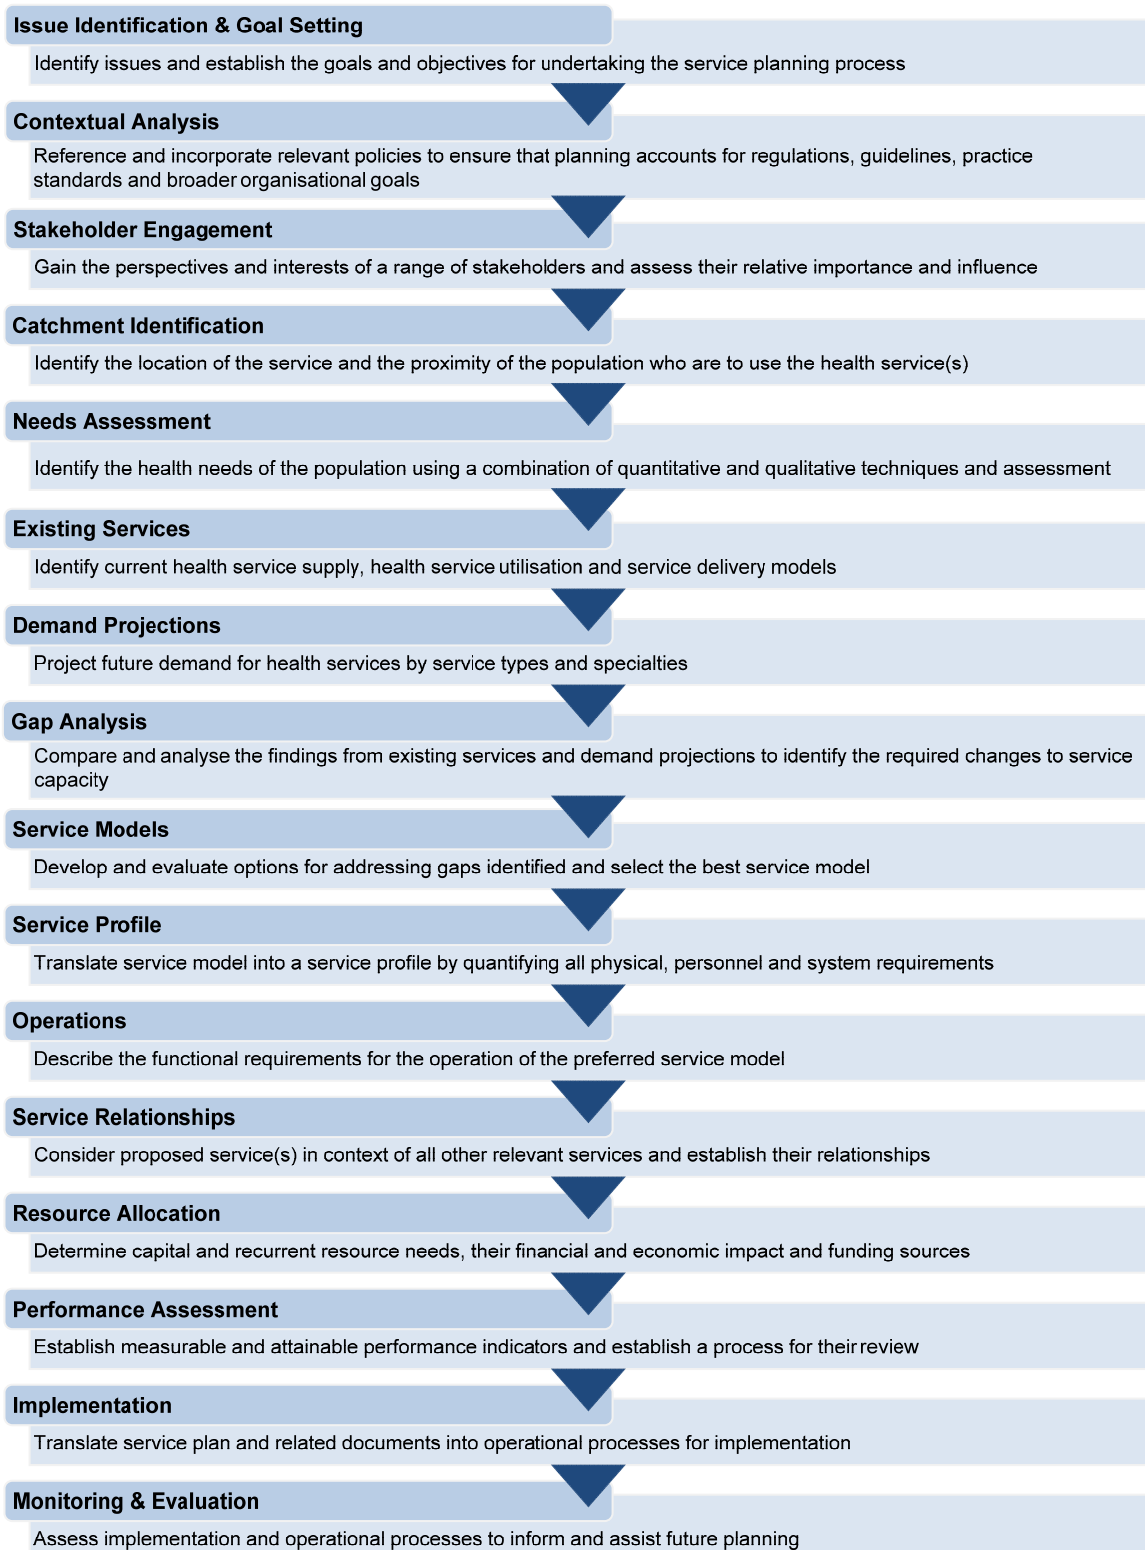 Issue Identification & Goal Setting
Identify issues and establish the goals and objectives for undertaking the service planning process
Contextual Analysis
Reference and incorporate relevant policies to ensure that planning accounts for regulations, guidelines, practice
standards and broader organisational goals
Stakeholder Engagement
Gain the perspectives and interests of a range of stakeholders and assess their relative importance and influence
Catchment Identification
Identify the location of the service and the proximity of the population who are to use the health service(s)
Needs Assessment
Identify the health needs of the population using a combination of quantitative and qualitative techniques and assessment
Existing Services
Identify current health service supply, health service utilisation and service delivery models
Demand Projections
Project future demand for health services by service types and specialties
Gap Analysis
Compare and analyse the findings from existing services and demand projections to identify the required changes to service
capacity
Service Models
Develop and evaluate options for addressing gaps identified and select the best service model
Service Profile
Translate service model into a service profile by quantifying all physical, personnel and system requirements
Operations
Describe the functional requirements for the operation of the preferred service model
Service Relationships
Consider proposed service(s) in context of all other relevant services and establish their relationships
Resource Allocation
Determine capital and recurrent resource needs, their financial and economic impact and funding sources
Performance Assessment
Establish measurable and attainable performance indicators and establish a process for their review
Implementation
Translate service plan and related documents into operational processes for implementation
Monitoring & Evaluation
Assess implementation and operational processes to inform and assist future planning